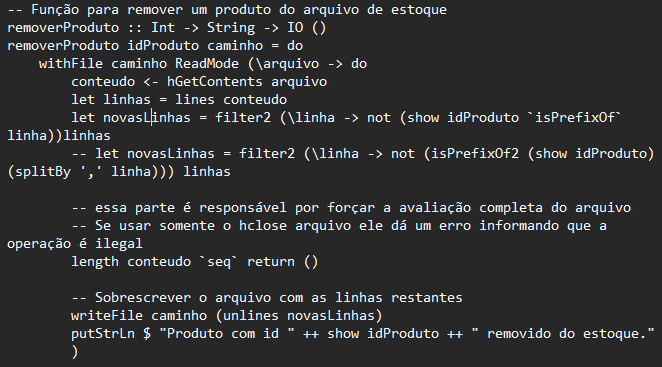 -- Função para remover um produto do arquivo de estoque
removerProduto :: Int -> String -> IO ()
removerProduto idProduto caminho = do
    withFile caminho ReadMode (\arquivo -> do
        conteudo <- hGetContents arquivo
        let linhas = lines conteudo
        let novasLinhas = filter2 (\linha -> not (show idProduto `isPrefixOf`
linha))linhas
        -- let novasLinhas = filter2 (\linha -> not (isPrefixOf2 (show idProduto)
(splitBy ',' linha))) linhas

        -- essa parte é responsável por forçar a avaliação completa do arquivo
        -- Se usar somente o hclose arquivo ele dá um erro informando que a
operação é ilegal
        length conteudo `seq` return ()

        -- Sobrescrever o arquivo com as linhas restantes
        writeFile caminho (unlines novasLinhas)
        putStrLn $ "Produto com id " ++ show idProduto ++ " removido do estoque."
        )